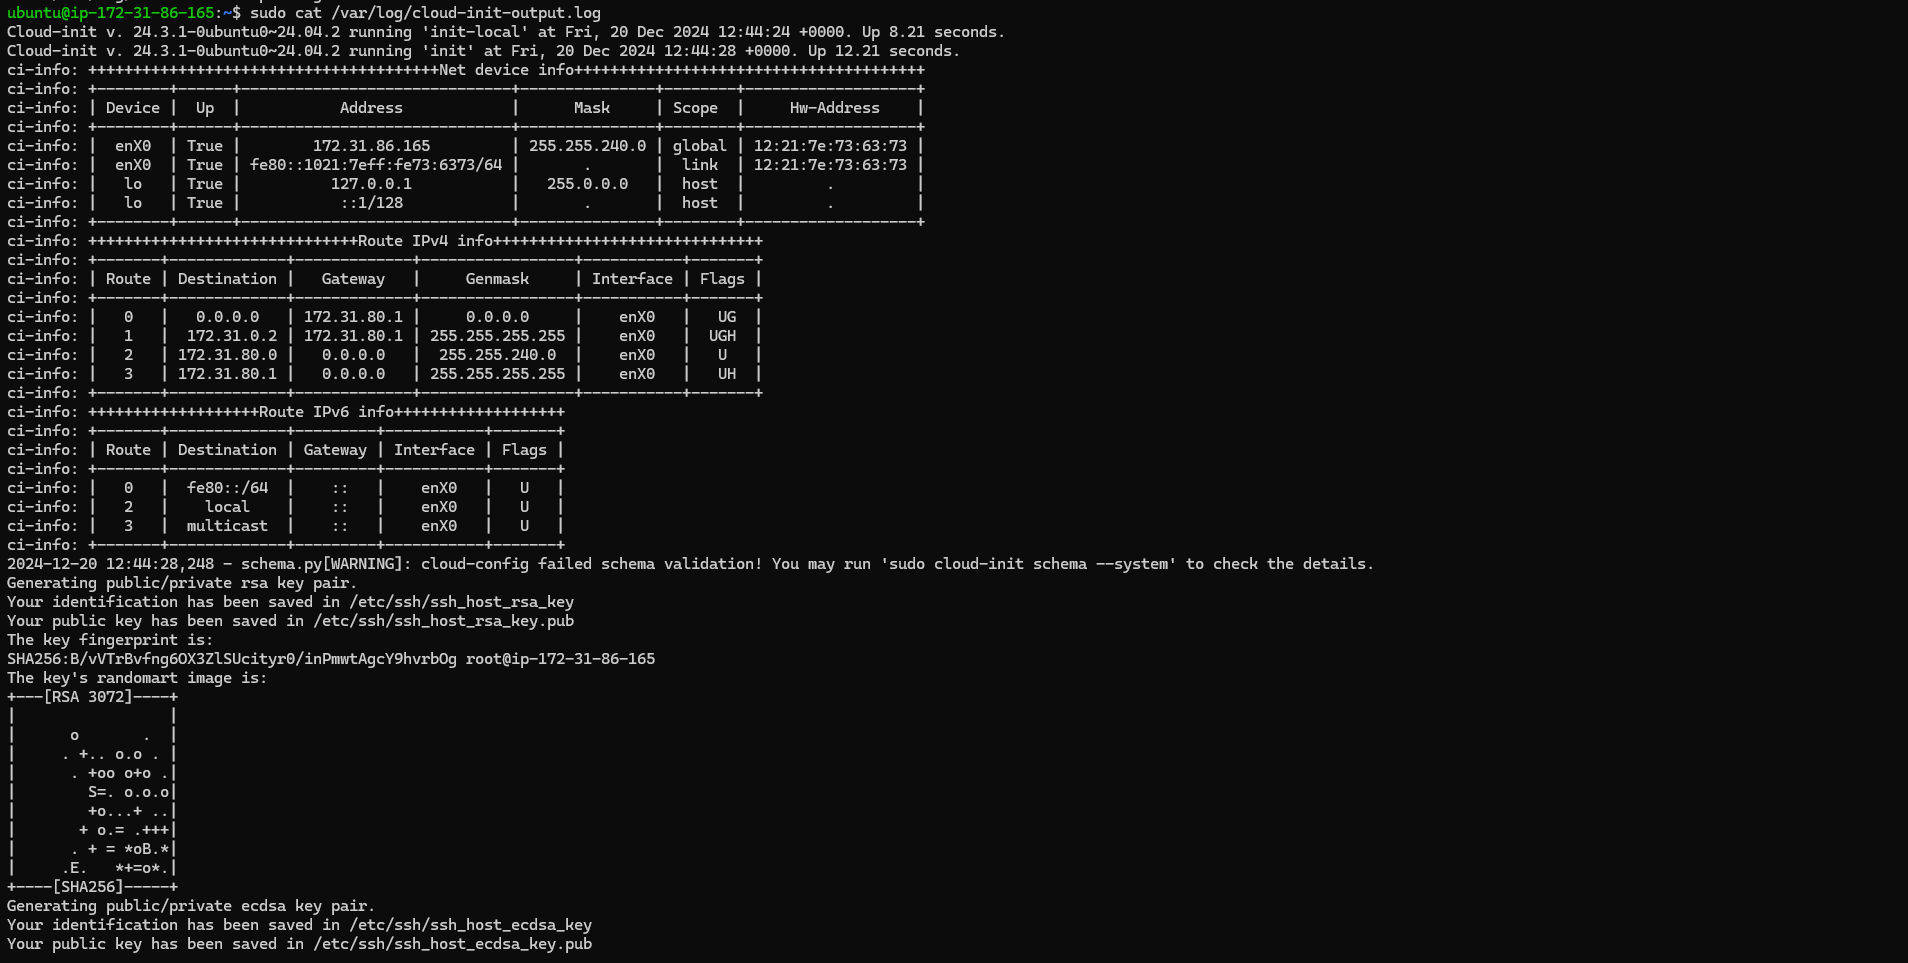 ubuntu@ip-172-31-86-165:~$ sudo cat /var/log/cloud-init-output.log
Cloud-init v. 24.3.1-0ubuntu0~24.04.2 running 'init-local' at Fri, 20 Dec 2024 12:44:24 +0000. Up 8.21 seconds.
Cloud-init v. 24.3.1-0ubuntu0~24.04.2 running 'init' at Fri, 20 Dec 2024 12:44:28 +0000. Up 12.21 seconds.
ci-info: +++++++++++++++++++++++++++++++++++++++Net device info+++++++++++++++++++++++++++++++++++++++
ci-info: +--------+------+------------------------------+---------------+--------+-------------------+
ci-info: | Device |  Up  |           Address            |      Mask     | Scope  |     Hw-Address    |
ci-info: +--------+------+------------------------------+---------------+--------+-------------------+
ci-info: |  enX0  | True |        172.31.86.165         | 255.255.240.0 | global | 12:21:7e:73:63:73 |
ci-info: |  enX0  | True | fe80::1021:7eff:fe73:6373/64 |       .       |  link  | 12:21:7e:73:63:73 |
ci-info: |   lo   | True |          127.0.0.1           |   255.0.0.0   |  host  |         .         |
ci-info: |   lo   | True |           ::1/128            |       .       |  host  |         .         |
ci-info: +--------+------+------------------------------+---------------+--------+-------------------+
ci-info: ++++++++++++++++++++++++++++++Route IPv4 info++++++++++++++++++++++++++++++
ci-info: +-------+-------------+-------------+-----------------+-----------+-------+
ci-info: | Route | Destination |   Gateway   |     Genmask     | Interface | Flags |
ci-info: +-------+-------------+-------------+-----------------+-----------+-------+
ci-info: |   0   |   0.0.0.0   | 172.31.80.1 |     0.0.0.0     |    enX0   |   UG  |
ci-info: |   1   |  172.31.0.2 | 172.31.80.1 | 255.255.255.255 |    enX0   |  UGH  |
ci-info: |   2   | 172.31.80.0 |   0.0.0.0   |  255.255.240.0  |    enX0   |   U   |
ci-info: |   3   | 172.31.80.1 |   0.0.0.0   | 255.255.255.255 |    enX0   |   UH  |
ci-info: +-------+-------------+-------------+-----------------+-----------+-------+
ci-info: +++++++++++++++++++Route IPv6 info+++++++++++++++++++
ci-info: +-------+-------------+---------+-----------+-------+
ci-info: | Route | Destination | Gateway | Interface | Flags |
ci-info: +-------+-------------+---------+-----------+-------+
ci-info: |   0   |  fe80::/64  |    ::   |    enX0   |   U   |
ci-info: |   2   |    local    |    ::   |    enX0   |   U   |
ci-info: |   3   |  multicast  |    ::   |    enX0   |   U   |
ci-info: +-------+-------------+---------+-----------+-------+
2024-12-20 12:44:28,248 - schema.py[WARNING]: cloud-config failed schema validation! You may run 'sudo cloud-init schema --system' to check the details.
Generating public/private rsa key pair.
Your identification has been saved in /etc/ssh/ssh_host_rsa_key
Your public key has been saved in /etc/ssh/ssh_host_rsa_key.pub
The key fingerprint is:
SHA256:B/vVTrBvfng6OX3ZlSUcityr0/inPmwtAgcY9hvrbOg root@ip-172-31-86-165
The key's randomart image is:
+---[RSA 3072]----+
|                 |
|      o       .  |
|     . +.. o.o . |
|      . +oo o+o .|
|        S=. o.o.o|
|        +o...+ ..|
|       + o.= .+++|
|      . + = *oB.*|
|     .E.   *+=o*.|
+----[SHA256]-----+
Generating public/private ecdsa key pair.
Your identification has been saved in /etc/ssh/ssh_host_ecdsa_key
Your public key has been saved in /etc/ssh/ssh_host_ecdsa_key.pub